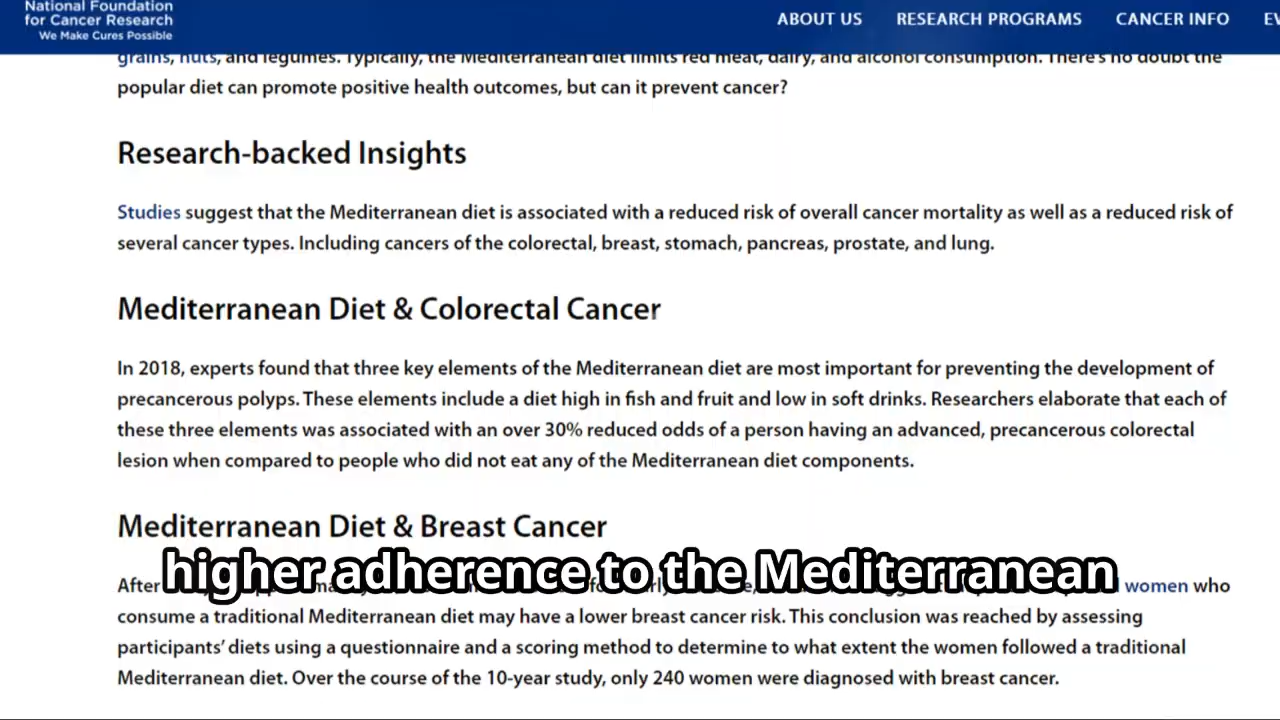 National Foundation
for Cancer Research
We Make Cures Possible
ABOUT US RESEARCH PROGRAMS CANCER INFO
grains, nuts, and legumes. Typically, the Mediterranean diet limits red meat, dairy, and alcohol consumption. There's no doubt the
popular diet can promote positive health outcomes, but can it prevent cancer?
Research-backed Insights
Studies suggest that the Mediterranean diet is associated with a reduced risk of overall cancer mortality as well as a reduced risk of
several cancer types. Including cancers of the colorectal, breast, stomach, pancreas, prostate, and lung.
Mediterranean Diet & Colorectal Cancer
In 2018, experts found that three key elements of the Mediterranean diet are most important for preventing the development of
precancerous polyps. These elements include a diet high in fish and fruit and low in soft drinks. Researchers elaborate that each of
these three elements was associated with an over 30% reduced odds of a person having an advanced, precancerous colorectal
lesion when compared to people who did not eat any of the Mediterranean diet components.
Mediterranean Diet & Breast Cancer
higher adherence to the Mediterranean
After women who
consume a traditional Mediterranean diet may have a lower breast cancer risk. This conclusion was reached by assessing
participants' diets using a questionnaire and a scoring method to determine to what extent the women followed a traditional
Mediterranean diet. Over the course of the 10-year study, only 240 women were diagnosed with breast cancer.